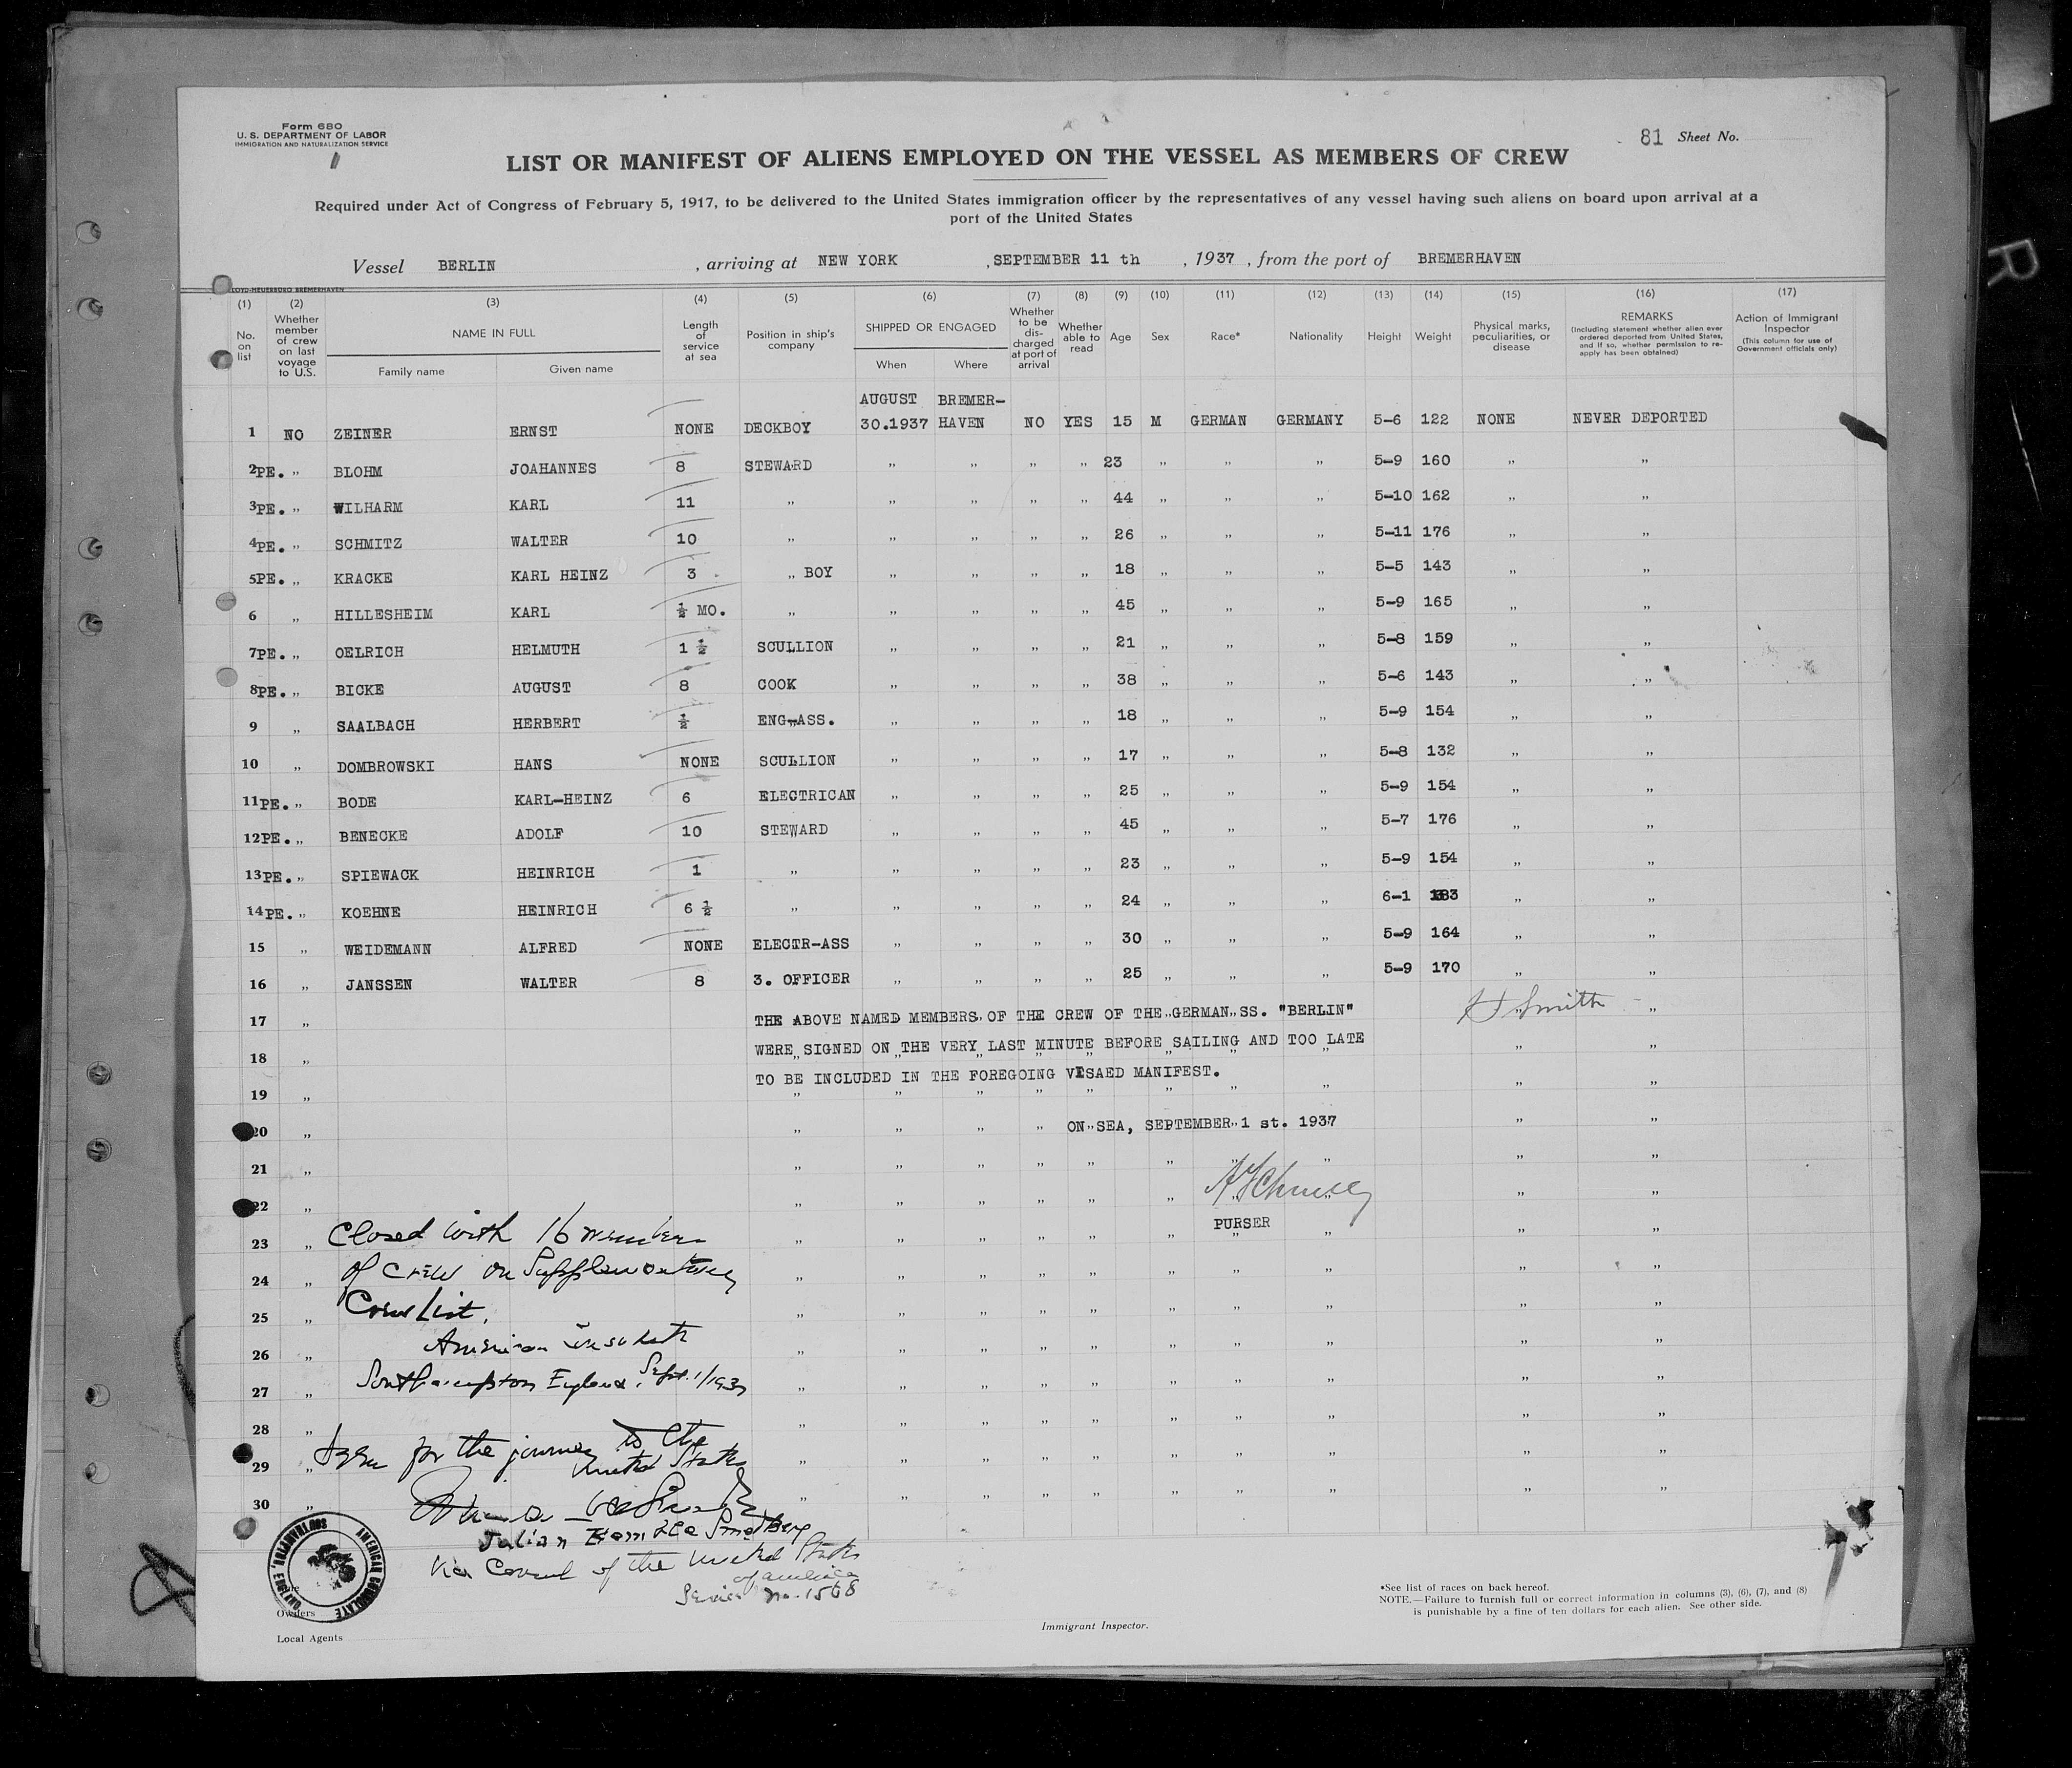 Form 680
U. S. DEPARTMENT OF LABOR
IMMIGRATION AND NATURALIZATION SERVICE
81 Sheet No.
LIST OR MANIFEST OF ALIENS EMPLOYED ON THE VESSEL AS MEMBERS OF CREW
Required under Act of Congress of February 5, 1917, to be delivered to the United States immigration officer by the representatives of any vessel having such aliens on board upon arrival at a
port of the United States
Vessel BERLIN , arriving at NEW YORK , SEPTEMBER 11 th , 1937 , from the port of BREMERHAVEN
(1) (2) (3) (4) (5) (6) (7) (8) (9) (10) (11) (12) (13) (14) (15) (16) (17)
No. on list
Whether member of crew on last voyage to U.S.
NAME IN FULL
Family name Given name
Length of service at sea
Position in ship's company
SHIPPED OR ENGAGED
When Where
Whether to be discharged at port of arrival
Whether able to read
Age
Sex
Race*
Nationality
Height
Weight
Physical marks, peculiarities, or disease
REMARKS
(Including statement whether alien ever ordered deported from United States, and if so, whether permission to reapply has been obtained)
Action of Immigrant Inspector
(This column for use of Government officials only)
AUGUST BREMER-
1 NO ZEINER ERNST NONE DECKBOY 30.1937 HAVEN NO YES 15 M GERMAN GERMANY 5-6 122 NONE NEVER DEPORTED
2PE. " BLOHM JOAHANNES 8 STEWARD " " " " 23 " " " 5-9 160 " "
3PE. " WILHARM KARL 11 " " " " " 44 " " " 5-10 162 " "
4PE. " SCHMITZ WALTER 10 " " " " " 26 " " " 5-11 176 " "
5PE. " KRACKE KARL HEINZ 3 " BOY " " " " 18 " " " 5-5 143 " "
6 " HILLESHEIM KARL ½ MO. " " " " " 45 " " " 5-9 165 " "
7PE. " OELRICH HELMUTH 1 ½ SCULLION " " " " 21 " " " 5-8 159 " "
8PE. " BICKE AUGUST 8 COOK " " " " 38 " " " 5-6 143 " "
9 " SAALBACH HERBERT ½ ENG-ASS. " " " " 18 " " " 5-9 154 " "
10 " DOMBROWSKI HANS NONE SCULLION " " " " 17 " " " 5-8 132 " "
11PE. " BODE KARL-HEINZ 6 ELECTRICAN " " " " 25 " " " 5-9 154 " "
12PE. " BENECKE ADOLF 10 STEWARD " " " " 45 " " " 5-7 176 " "
13PE. " SPIEWACK HEINRICH 1 " " " " " 23 " " " 5-9 154 " "
14PE. " KOEHNE HEINRICH 6 ½ " " " " " 24 " " " 6-1 " "
15 " WEIDEMANN ALFRED NONE ELECTR-ASS " " " " 30 " " " 5-9 164 " "
16 " JANSSEN WALTER 8 3. OFFICER " " " " 25 " " " 5-9 170 " "
17 " THE ABOVE NAMED MEMBERS OF THE CREW OF THE GERMAN SS. "BERLIN" Smith "
18 " WERE SIGNED ON THE VERY LAST MINUTE BEFORE SAILING AND TOO LATE " "
19 " TO BE INCLUDED IN THE FOREGOING VISAED MANIFEST. " "
20 " ON SEA, SEPTEMBER 1 st. 1937 " "
21 "
22 "
PURSER
23 " Closed with 16 members
24 " of crew on Supplementary
25 " Crew List,
26 " American Consulate
27 " Southampton England, Sept. 1/1937
28 "
29 " Seen for the journey to the
United States
30 "
Julian Smedberg
Vice Consul of the United States
of America
Service No. 1568
AMERICAN CONSULATE
SOUTHAMPTON, ENGLAND
Owners
Local Agents
Immigrant Inspector.
*See list of races on back hereof.
NOTE.—Failure to furnish full or correct information in columns (3), (6), (7), and (8)
is punishable by a fine of ten dollars for each alien. See other side.